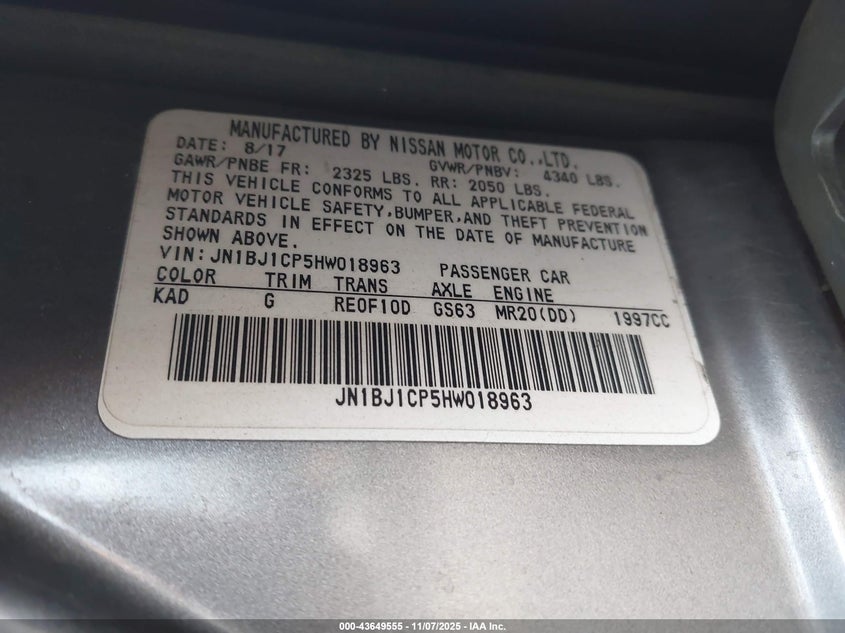 MANUFACTURED BY NISSAN MOTOR CO.,LTD.
DATE: 8/17 GVWR/PNBV: 4340 LBS.
GAWR/PNBE FR: 2325 LBS. RR: 2050 LBS.
THIS VEHICLE CONFORMS TO ALL APPLICABLE FEDERAL
MOTOR VEHICLE SAFETY,BUMPER,AND THEFT PREVENTION
STANDARDS IN EFFECT ON THE DATE OF MANUFACTURE
SHOWN ABOVE.
VIN:JN1BJ1CP5HW018963 PASSENGER CAR
COLOR TRIM TRANS AXLE ENGINE
KAD G RE0F10D GS63 MR20(DD) 1997CC
JN1BJ1CP5HW018963
000-43649555 - 11/07/2025 - IAA Inc.